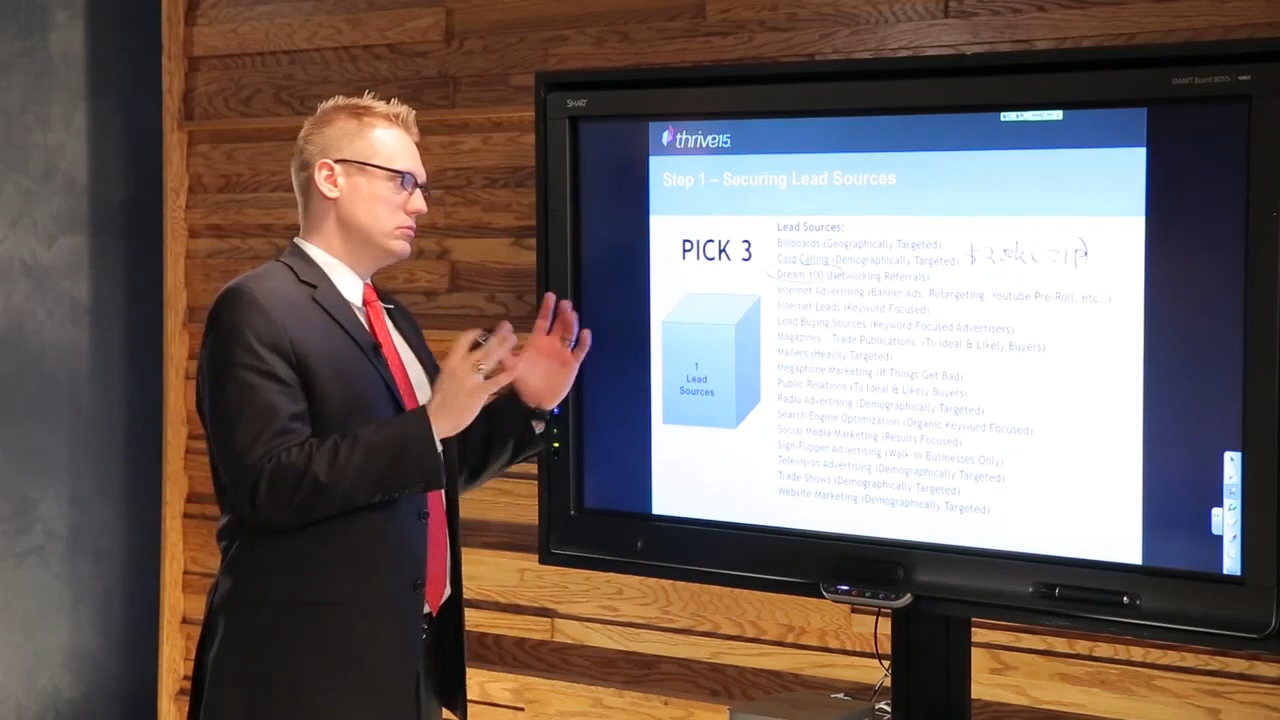 SMART
SMART Board 8055i
thrive15
Step 1 – Securing Lead Sources
PICK 3
1
Lead
Sources
Lead Sources:
Billboards (Geographically Targeted)
Cold Calling (Demographically Targeted)
Dream 100 (Networking Referrals)
Internet Advertising (Banner Ads, Retargeting, Youtube Pre-Roll, etc...)
Internet Leads (Keyword Focused)
Lead Buying Sources (Keyword Focused Advertisers)
Magazines / Trade Publications (To Ideal & Likely Buyers)
Mailers (Heavily Targeted)
Megaphone Marketing (If Things Get Bad)
Public Relations (To Ideal & Likely Buyers)
Radio Advertising (Demographically Targeted)
Search Engine Optimization (Organic Keyword Focused)
Social Media Marketing (Results Focused)
Sign-Flipper Advertising (Walk-In Businesses Only)
Television Advertising (Demographically Targeted)
Trade Shows (Demographically Targeted)
Website Marketing (Demographically Targeted)